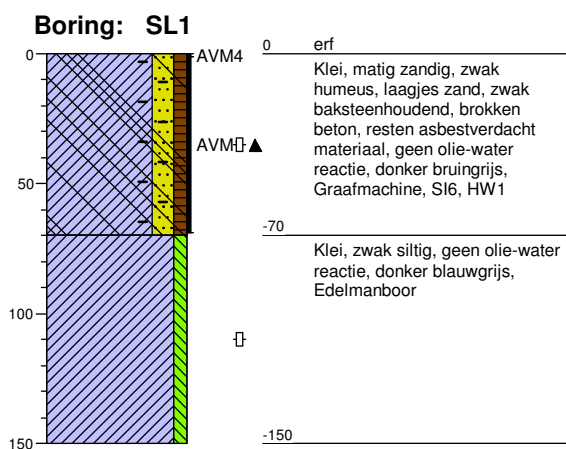 Boring: SL1
0
AVM4
0
erf
Klei, matig zandig, zwak
humeus, laagjes zand, zwak
baksteenhoudend, brokken
beton, resten asbestverdacht
materiaal, geen olie-water
reactie, donker bruingrijs,
Graafmachine, SI6, HW1
AVM
50
-70
Klei, zwak siltig, geen olie-water
reactie, donker blauwgrijs,
Edelmanboor
100
150
-150